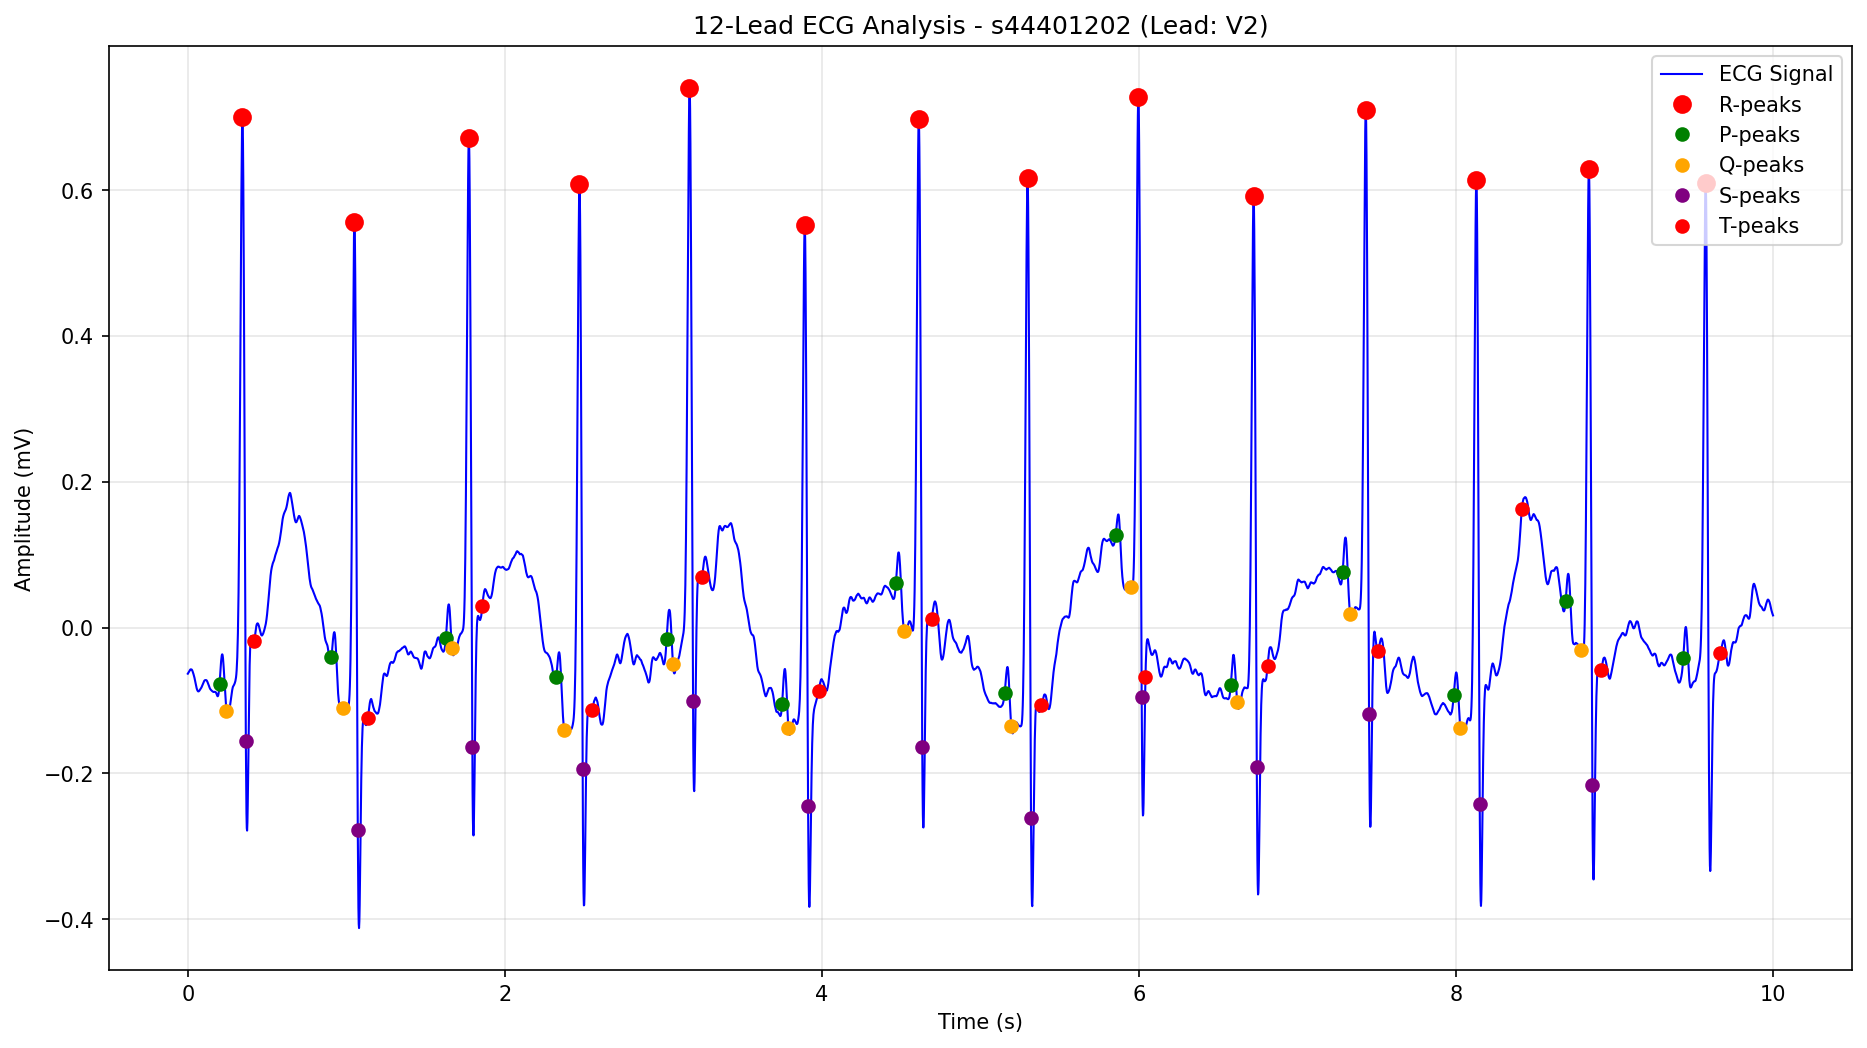 12-Lead ECG Analysis - s44401202 (Lead: V2)
ECG Signal
R-peaks
P-peaks
Q-peaks
S-peaks
T-peaks
Amplitude (mV)
0.6
0.4
0.2
0.0
−0.2
−0.4
0 2 4 6 8 10
Time (s)